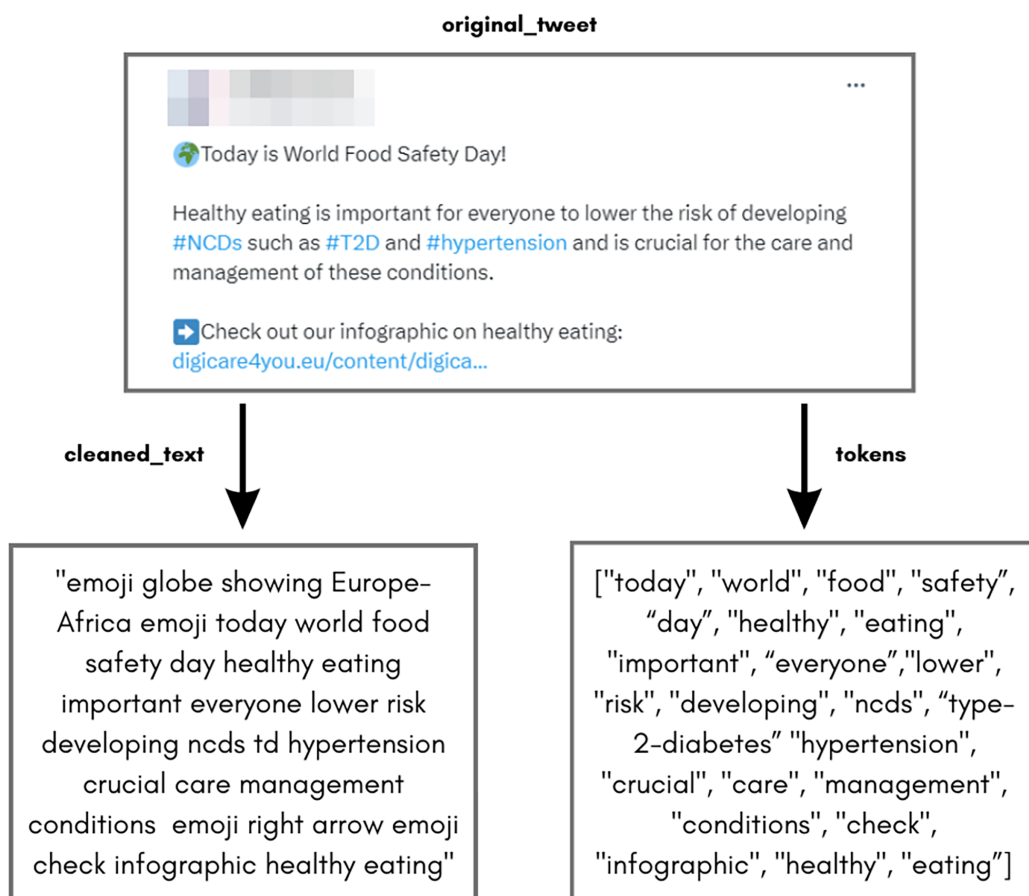 original_tweet
...
🌍Today is World Food Safety Day!
Healthy eating is important for everyone to lower the risk of developing
#NCDs such as #T2D and #hypertension and is crucial for the care and
management of these conditions.
➡️Check out our infographic on healthy eating:
digicare4you.eu/content/digica...
cleaned_text
tokens
"emoji globe showing Europe-
Africa emoji today world food
safety day healthy eating
important everyone lower risk
developing ncds td hypertension
crucial care management
conditions  emoji right arrow emoji
check infographic healthy eating"
["today", "world", "food", "safety”,
“day”, "healthy", "eating",
"important", “everyone”,"lower",
"risk", "developing", "ncds", “type-
2-diabetes” "hypertension",
"crucial", "care", "management",
"conditions", "check",
"infographic", "healthy", "eating”]